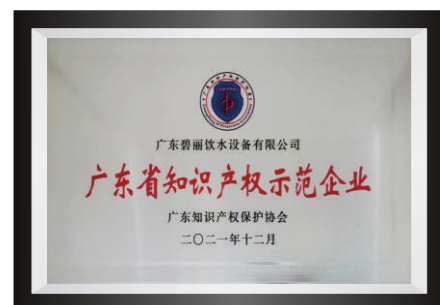 广东碧丽饮水设备有限公司
广东省知识产权示范企业
广东知识产权保护协会
二〇二一年十二月